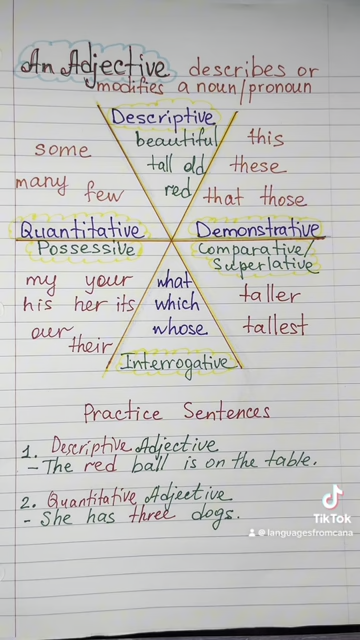 An Adjective describes or
modifies a noun/pronoun
Descriptive
beautiful
tall old
red
some
many few
Quantitative
this
these
that those
Demonstrative
Possessive
my your
his her its
our
their
what
which
whose
Interrogative
Comparative/
Superlative
taller
tallest
Practice Sentences
1. Descriptive Adjective
- The red ball is on the table.
2. Quantitative Adjective
- She has three dogs.
TikTok
@languagesfromcana